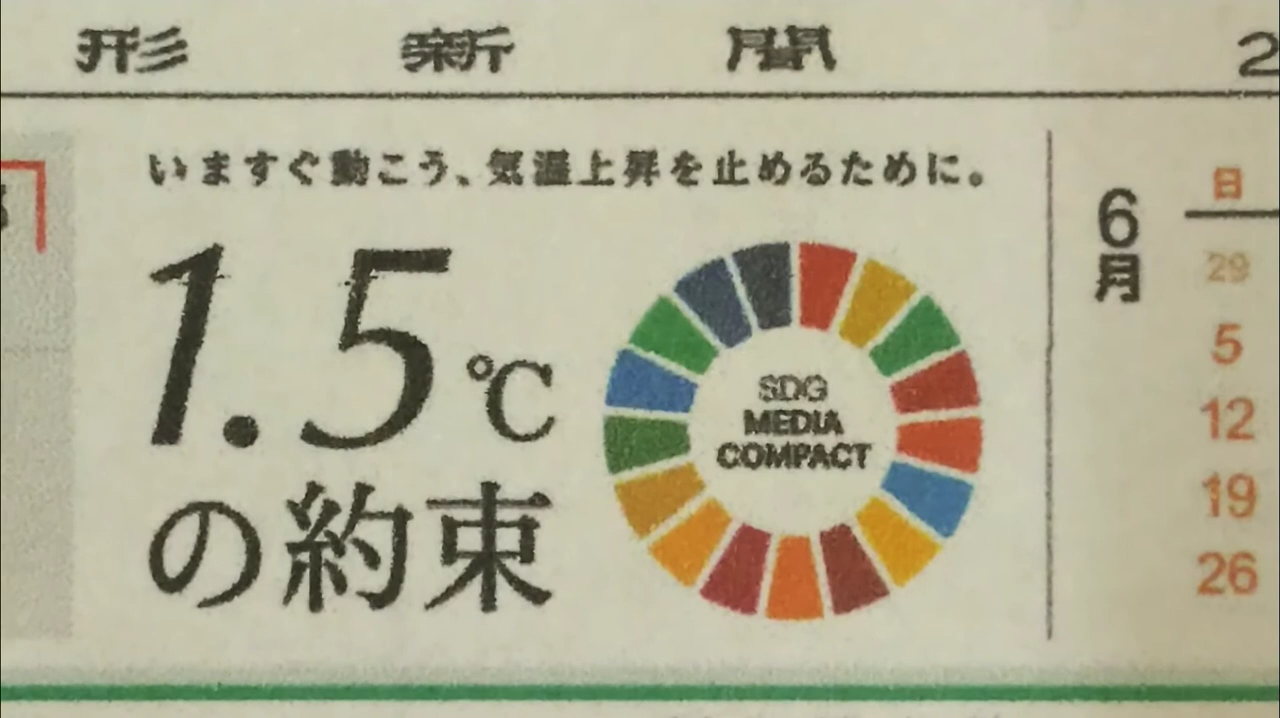 形 新 聞 2
いますぐ動こう、気温上昇を止めるために。
1.5℃
の約束
SDG
MEDIA
COMPACT
6月
日
29
5
12
19
26